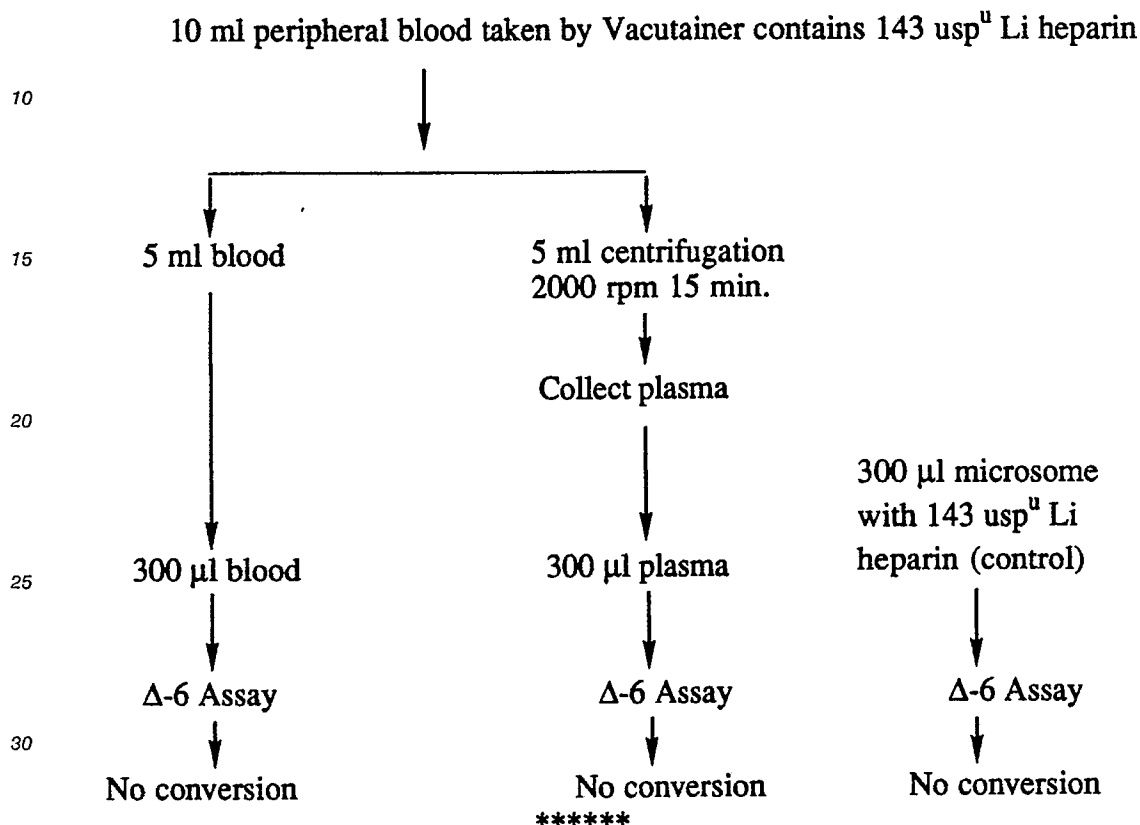 10 ml peripheral blood taken by Vacutainer contains 143 usp^u Li heparin
10
15
5 ml blood
5 ml centrifugation
2000 rpm 15 min.
Collect plasma
20
300 µl microsome
with 143 usp^u Li
heparin (control)
25
300 µl blood
300 µl plasma
Δ-6 Assay
Δ-6 Assay
Δ-6 Assay
30
No conversion
No conversion
No conversion
******